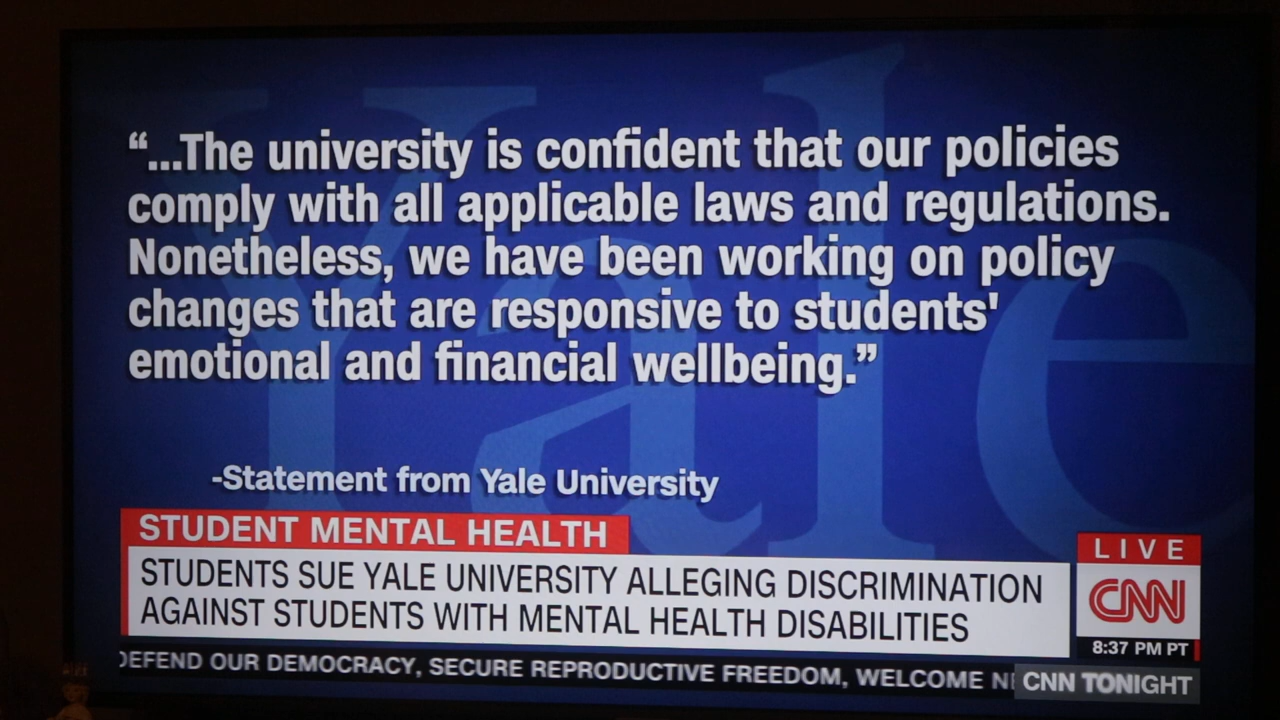 Yale
“...The university is confident that our policies
comply with all applicable laws and regulations.
Nonetheless, we have been working on policy
changes that are responsive to students'
emotional and financial wellbeing.”
-Statement from Yale University
STUDENT MENTAL HEALTH
STUDENTS SUE YALE UNIVERSITY ALLEGING DISCRIMINATION
AGAINST STUDENTS WITH MENTAL HEALTH DISABILITIES
LIVE
CNN
8:37 PM PT
DEFEND OUR DEMOCRACY, SECURE REPRODUCTIVE FREEDOM, WELCOME
CNN TONIGHT